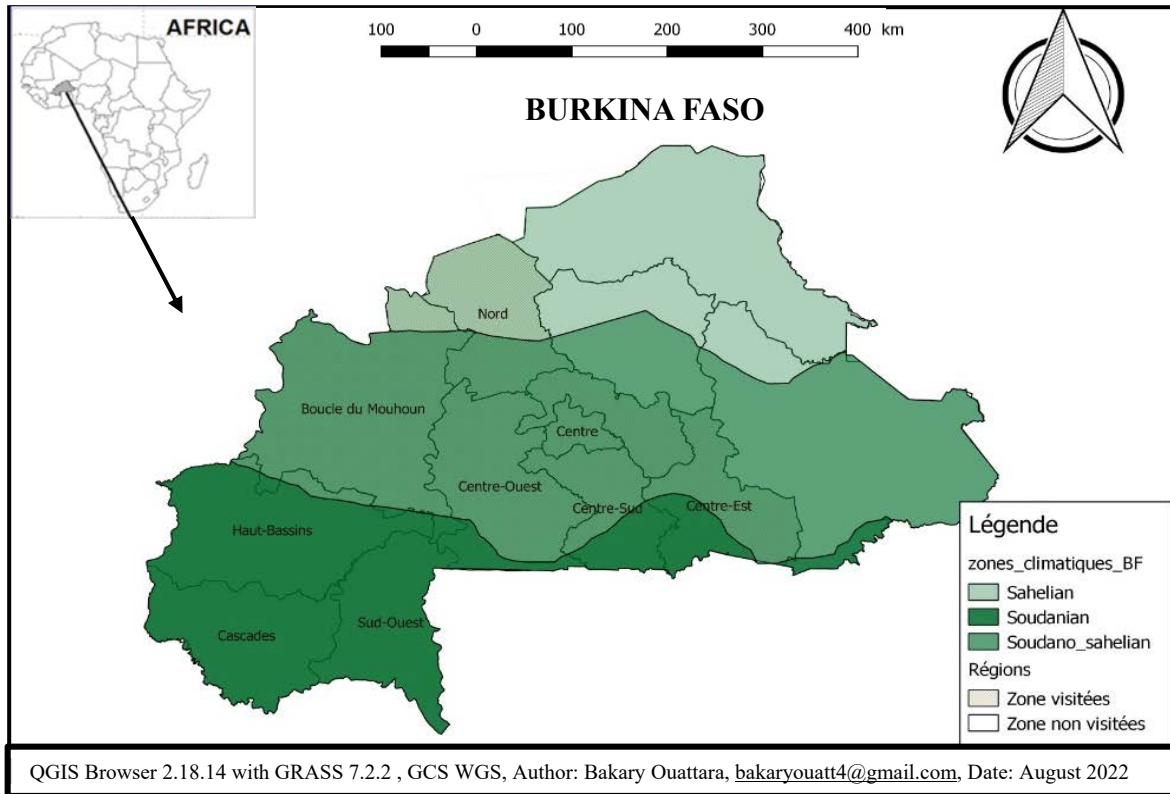 AFRICA
100 0 100 200 300 400 km
BURKINA FASO
Nord
Boucle du Mouhoun
Centre
Centre-Ouest
Centre-Sud
Centre-Est
Haut-Bassins
Cascades
Sud-Ouest
Légende
zones_climatiques_BF
Sahelian
Soudanian
Soudano_sahelian
Régions
Zone visitées
Zone non visitées
QGIS Browser 2.18.14 with GRASS 7.2.2 , GCS WGS, Author: Bakary Ouattara, bakaryouatt4@gmail.com, Date: August 2022